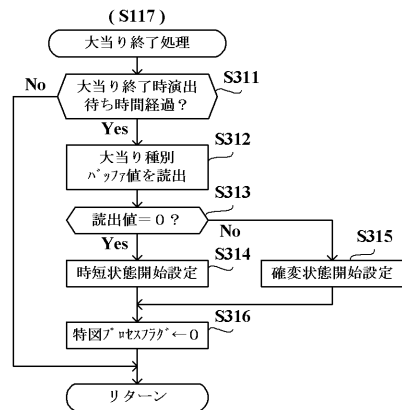 ( S117 )
大当り終了処理
No
大当り終了時演出
待ち時間経過?
S311
Yes
S312
大当り種別
バッファ値を読出
S313
読出値=0?
No
Yes
S314
S315
時短状態開始設定
確変状態開始設定
S316
特図プロセスフラグ←0
リターン